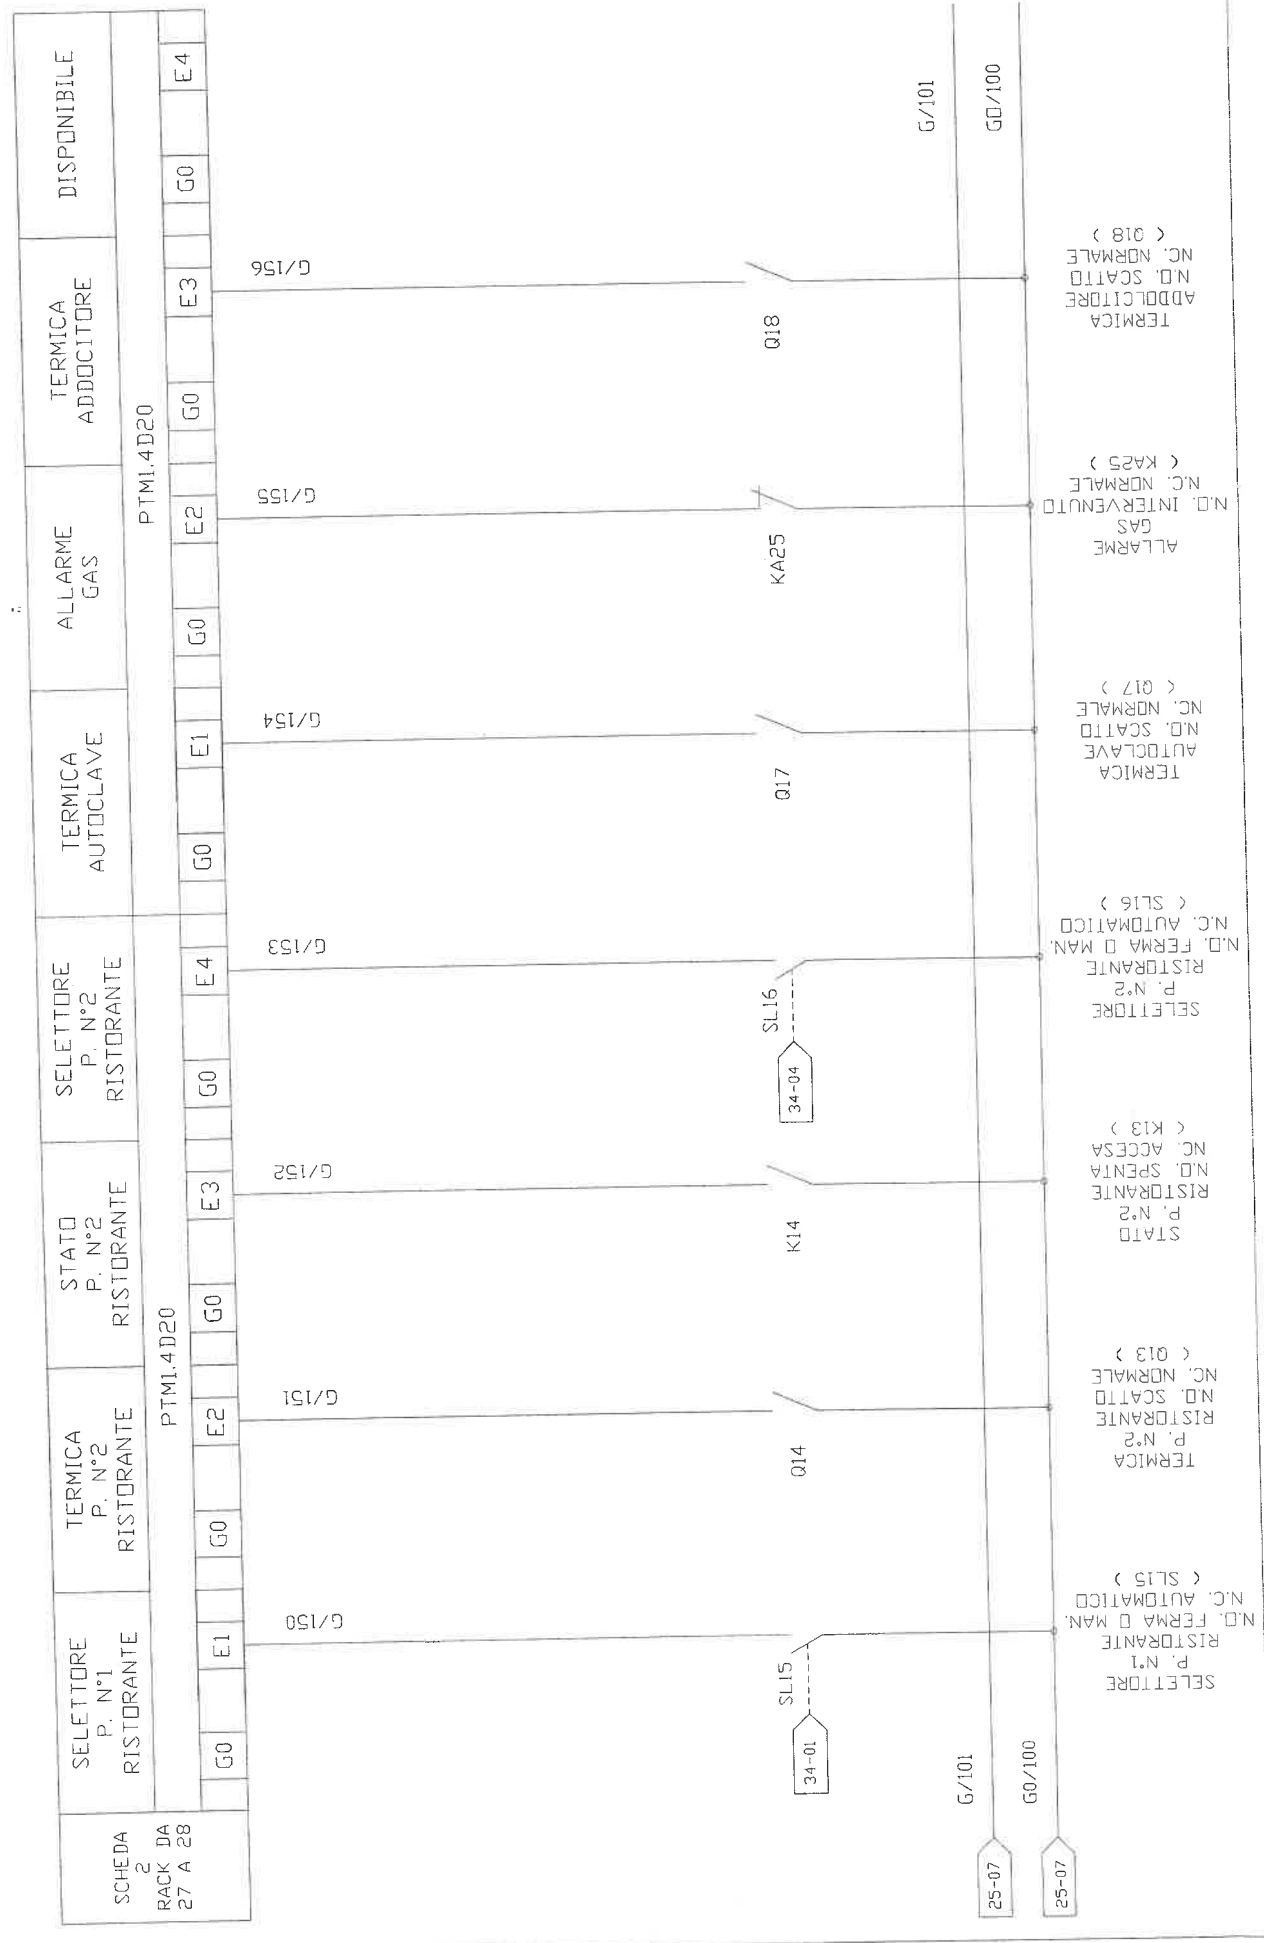 SCHEDA
2
RACK DA
27 A 28
SELETTORE
P. N°1
RISTORANTE
TERMICA
P. N°2
RISTORANTE
STATO
P. N°2
RISTORANTE
SELETTORE
P. N°2
RISTORANTE
TERMICA
AUTOCLAVE
ALLARME
GAS
TERMICA
ADDOCITORE
DISPONIBILE
PTM1.4D20
PTM1.4D20
G0
E1
G0
E2
G0
E3
G0
E4
G0
E1
G0
E2
G0
E3
G0
E4
G/150
G/151
G/152
G/153
G/154
G/155
G/156
34-01
SL15
Q14
K14
34-04
SL16
Q17
KA25
Q18
25-07
G/101
G/101
25-07
G0/100
G0/100
SELETTORE
P. N°1
RISTORANTE
N.O. FERMA O MAN.
N.C. AUTOMATICO
( SL15 )
TERMICA
P. N°2
RISTORANTE
N.O. SCATTO
NC. NORMALE
( Q13 )
STATO
P. N°2
RISTORANTE
N.O. SPENTA
NC. ACCESA
( K13 )
SELETTORE
P. N°2
RISTORANTE
N.O. FERMA O MAN.
N.C. AUTOMATICO
( SL16 )
TERMICA
AUTOCLAVE
N.O. SCATTO
NC. NORMALE
( Q17 )
ALLARME
GAS
N.O. INTERVENUTO
N.C. NORMALE
( KA25 )
TERMICA
ADDOLCITORE
N.O. SCATTO
NC. NORMALE
( Q18 )